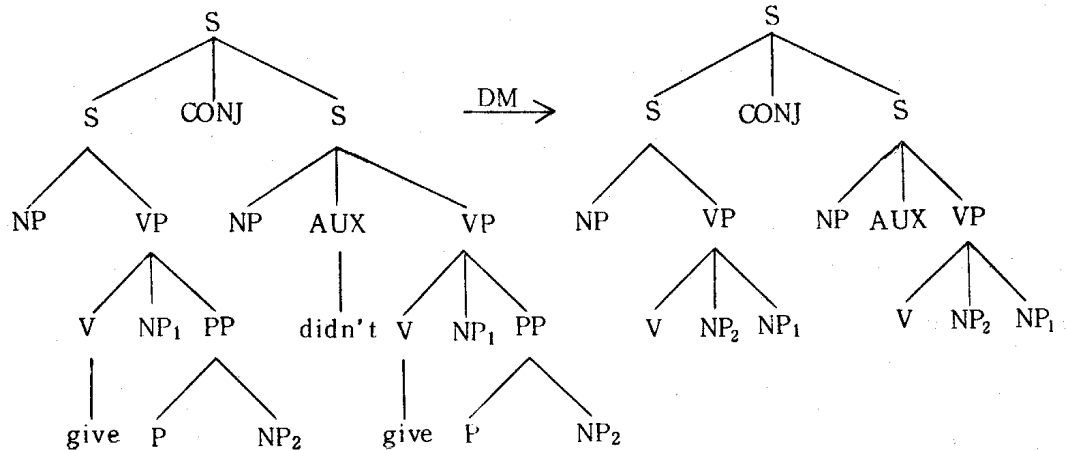 S S
S CONJ S DM S CONJ S
NP VP NP AUX VP NP VP NP AUX VP
V NP₁ PP didn't V NP₁ PP V NP₂ NP₁ V NP₂ NP₁
give P NP₂ give P NP₂